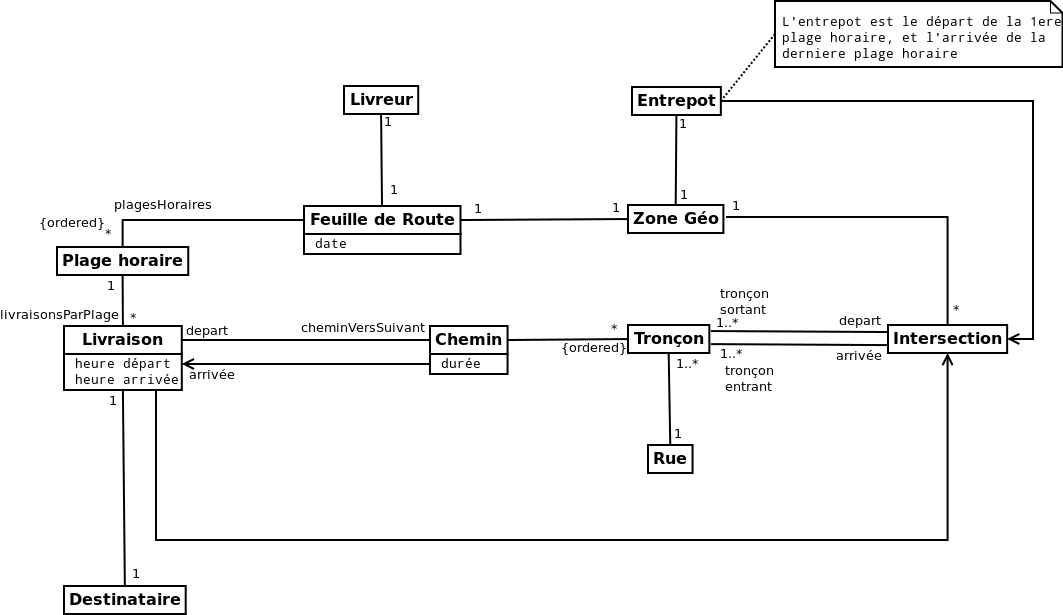 L'entrepot est le départ de la 1ere
plage horaire, et l'arrivée de la
derniere plage horaire
Livreur
1
Entrepot
1
1
Feuille de Route
date
1
1
Zone Géo
1
1
plagesHoraires
{ordered}
*
Plage horaire
1
livraisonsParPlage
*
Livraison
heure départ
heure arrivée
depart
cheminVersSuivant
arrivée
Chemin
durée
*
{ordered}
Tronçon
tronçon
sortant
1..*
depart
1..*
arrivée
tronçon
entrant
*
Intersection
1..*
1
Rue
1
1
Destinataire